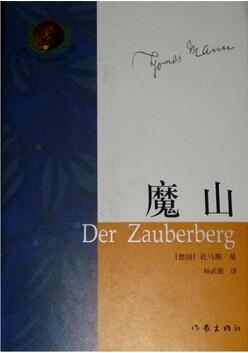 Thomas Mann
魔山
Der Zauberberg
[德国] 托马斯·曼
杨武能 译
作家出版社